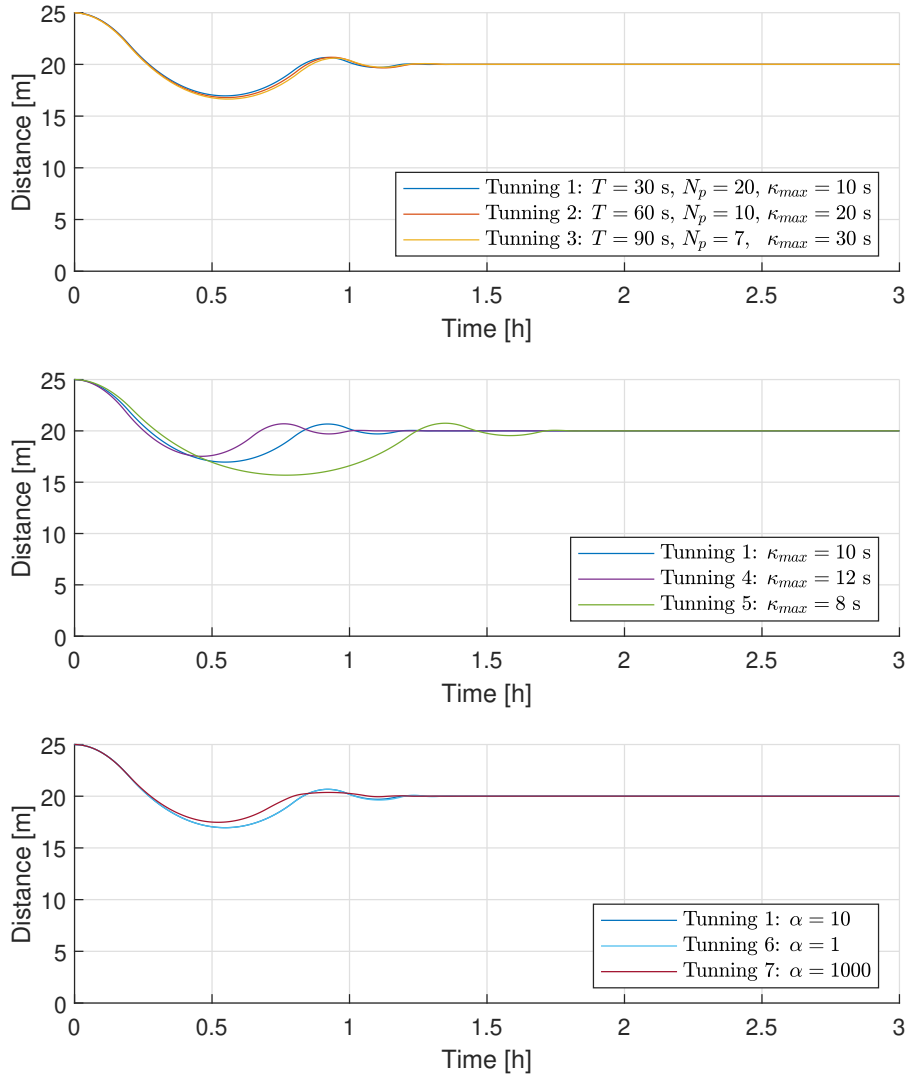 25
20
15
10
5
0
Distance [m]
Tunning 1: T = 30 s, N_p = 20, κ_max = 10 s
Tunning 2: T = 60 s, N_p = 10, κ_max = 20 s
Tunning 3: T = 90 s, N_p = 7, κ_max = 30 s
0 0.5 1 1.5 2 2.5 3
Time [h]
25
20
15
10
5
0
Distance [m]
Tunning 1: κ_max = 10 s
Tunning 4: κ_max = 12 s
Tunning 5: κ_max = 8 s
0 0.5 1 1.5 2 2.5 3
Time [h]
25
20
15
10
5
0
Distance [m]
Tunning 1: α = 10
Tunning 6: α = 1
Tunning 7: α = 1000
0 0.5 1 1.5 2 2.5 3
Time [h]